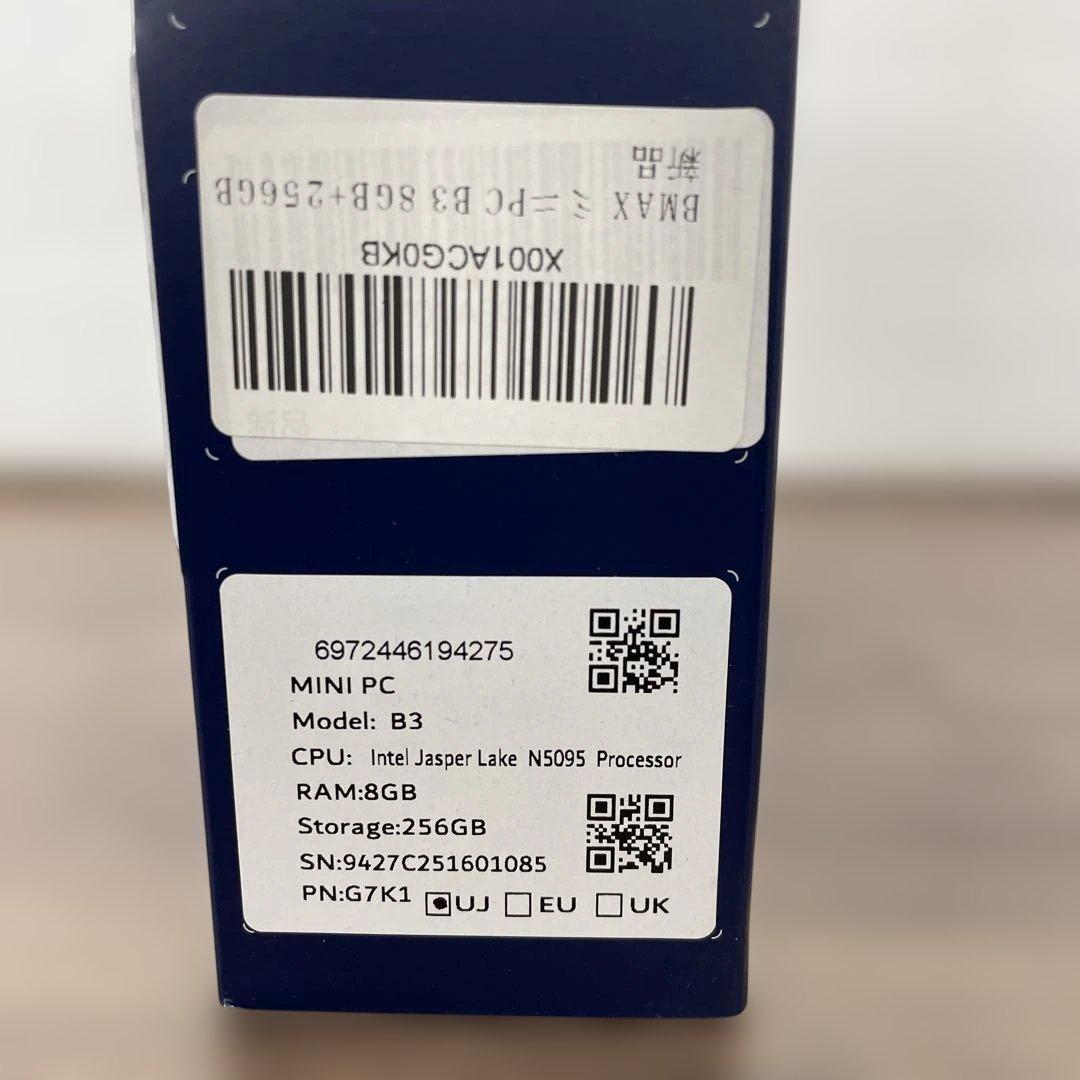 X001ACG0KB
BMAX ミニPC B3 8GB+256GB
新品
6972446194275
MINI PC
Model: B3
CPU: Intel Jasper Lake N5095 Processor
RAM:8GB
Storage:256GB
SN:9427C251601085
PN:G7K1 UJ EU UK